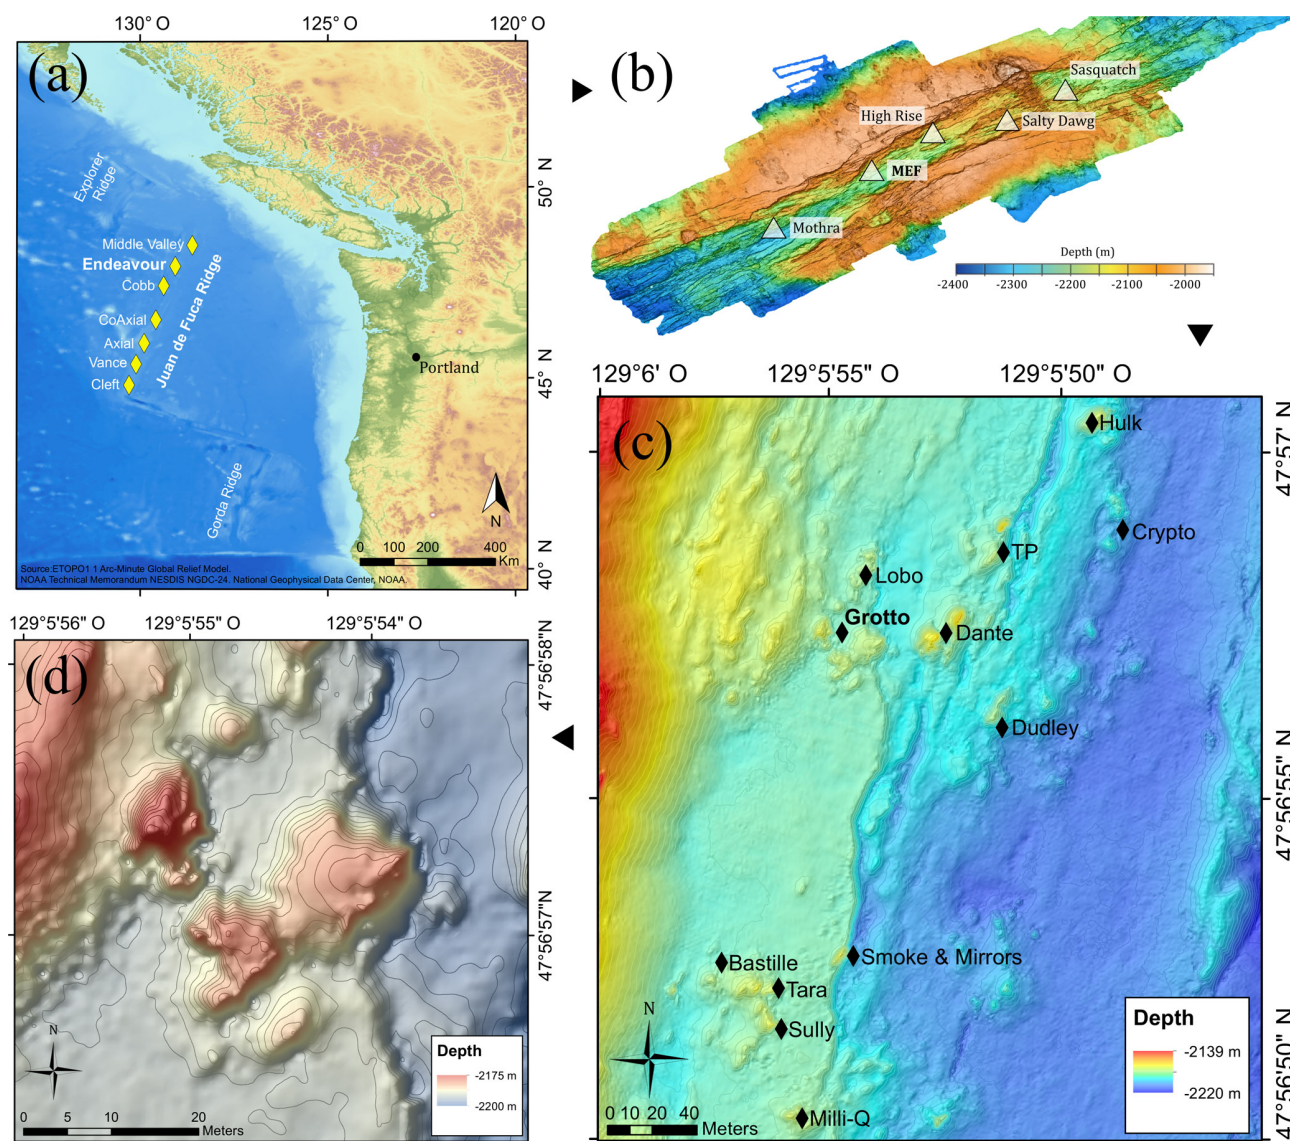 130° O
125° O
120° O
(a)
50° N
45° N
40° N
Explorer
Ridge
Middle Valley
Endeavour
Cobb
CoAxial
Axial
Vance
Cleft
Juan de Fuca Ridge
Portland
Gorda Ridge
N
0 100 200 400
Km
Source:ETOPO1 1 Arc-Minute Global Relief Model.
NOAA Technical Memorandum NESDIS NGDC-24. National Geophysical Data Center, NOAA.
(b)
Sasquatch
High Rise
Salty Dawg
MEF
Mothra
Depth (m)
-2400 -2300 -2200 -2100 -2000
129°6' O
129°5'55" O
129°5'50" O
(c)
47°57' N
47°56'55" N
47°56'50" N
Hulk
Crypto
TP
Lobo
Grotto
Dante
Dudley
Smoke & Mirrors
Bastille
Tara
Sully
Milli-Q
N
0 10 20 40
Meters
Depth
-2139 m
-2220 m
129°5'56" O
129°5'55" O
129°5'54" O
(d)
47°56'58"N
47°56'57"N
N
0 5 10 20
Meters
Depth
-2175 m
-2200 m